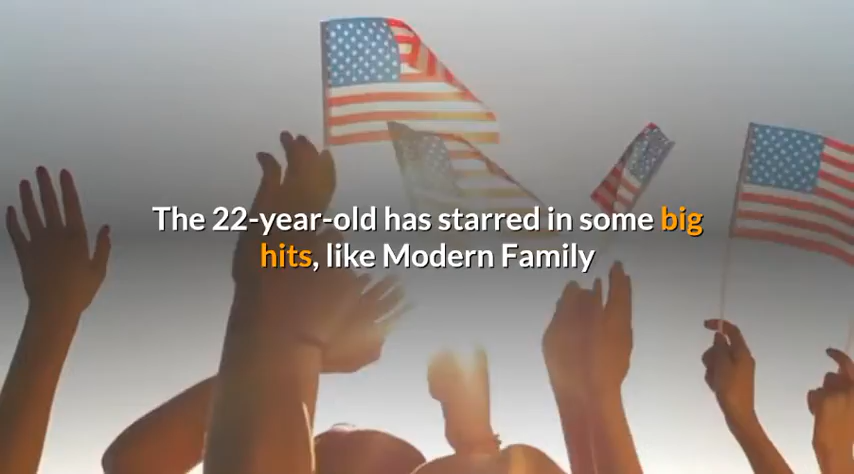 The 22-year-old has starred in some big
hits, like Modern Family